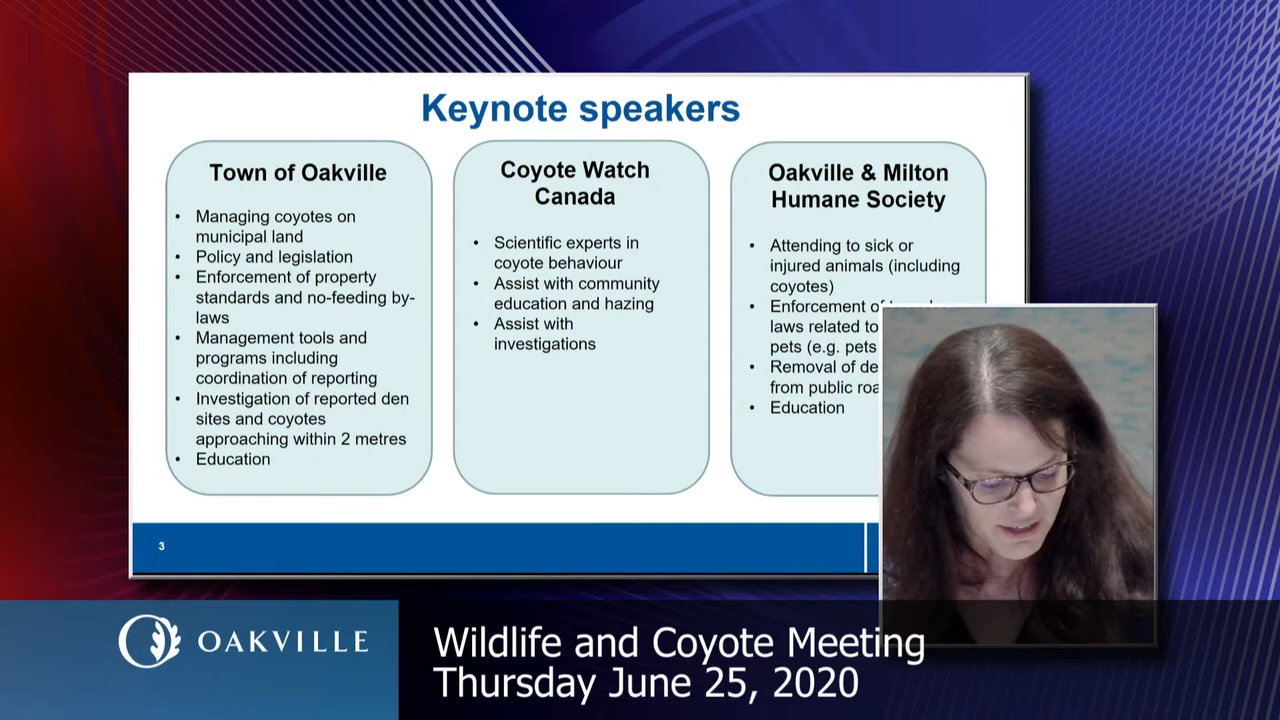 Keynote speakers
Town of Oakville
• Managing coyotes on
municipal land
• Policy and legislation
• Enforcement of property
standards and no-feeding by-
laws
• Management tools and
programs including
coordination of reporting
• Investigation of reported den
sites and coyotes
approaching within 2 metres
• Education
Coyote Watch
Canada
• Scientific experts in
coyote behaviour
• Assist with community
education and hazing
• Assist with
investigations
Oakville & Milton
Humane Society
• Attending to sick or
injured animals (including
coyotes)
• Enforcement
laws related to
pets (e.g. pets
• Removal of
from public
• Education
3
OAKVILLE
Wildlife and Coyote Meeting
Thursday June 25, 2020